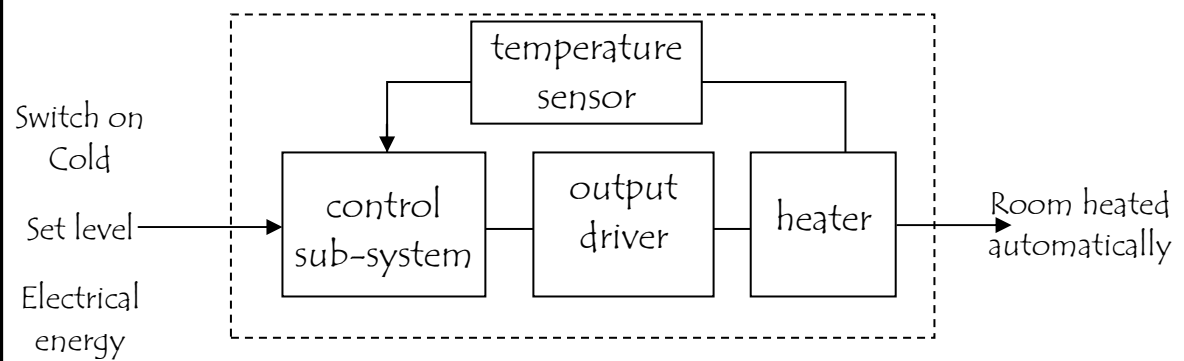 temperature
sensor
Switch on
Cold
Set level
Electrical
energy
control
sub-system
output
driver
heater
Room heated
automatically